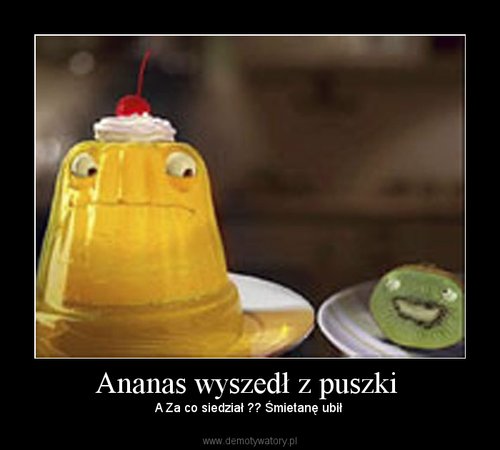 Ananas wyszedł z puszki
A Za co siedział ?? Śmietanę ubił
www.demotywatory.pl